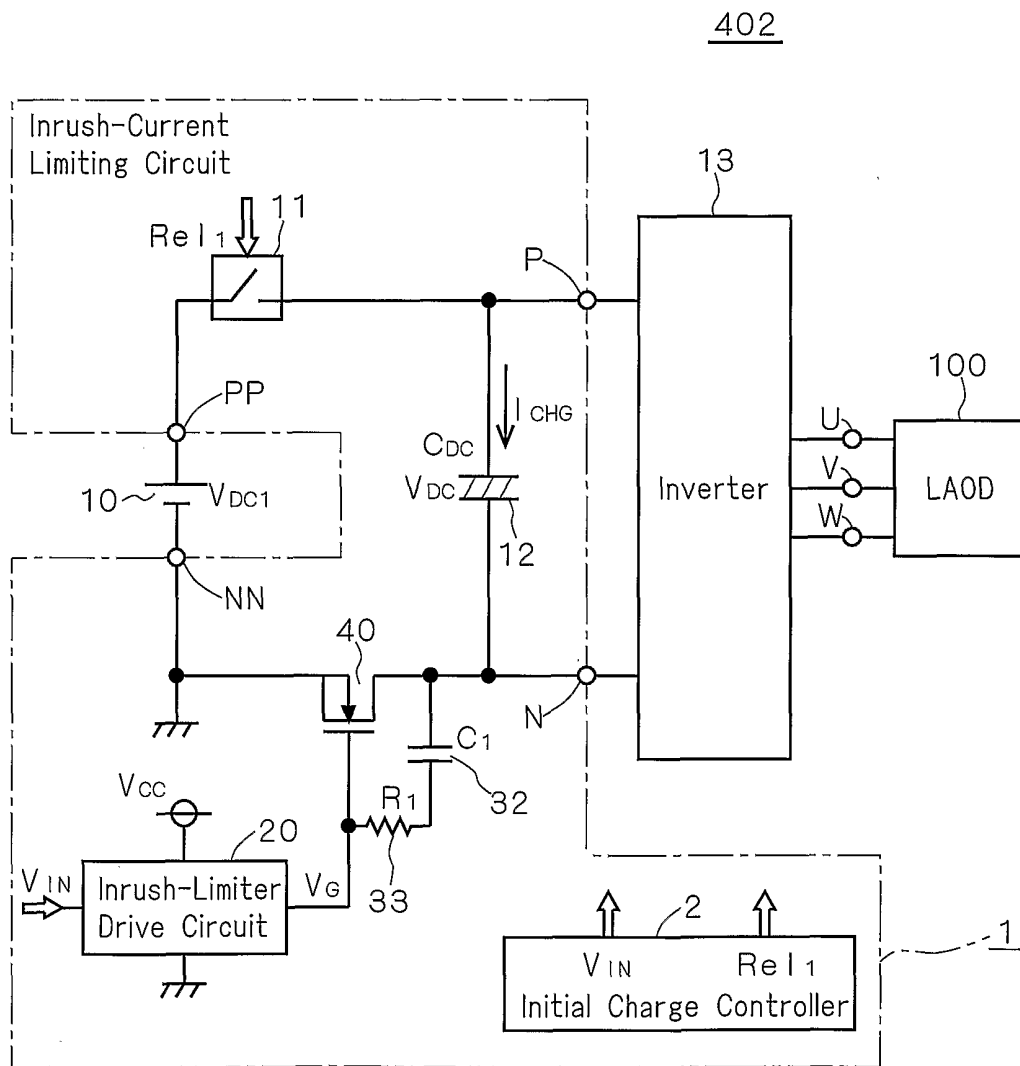 402
Inrush-Current
Limiting Circuit
13
11
Rel1
P
PP
100
ICHG
U
CDC
V
10
VDC1
VDC
Inverter
LAOD
W
12
NN
40
N
C1
VCC
32
R1
20
VIN
Inrush-Limiter
Drive Circuit
VG
33
2
1
VIN
Rel1
Initial Charge Controller